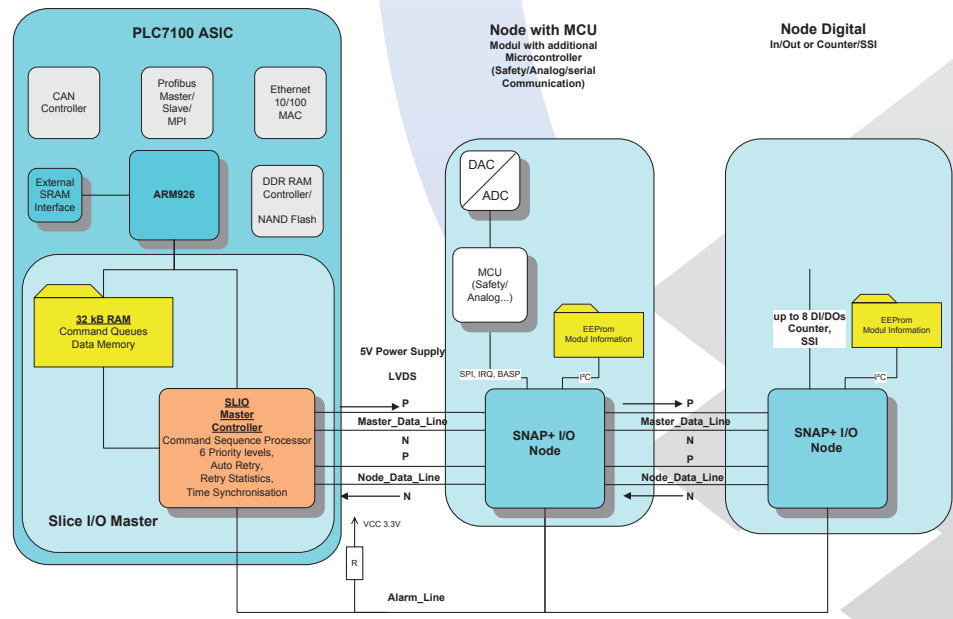 PLC7100 ASIC
CAN
Controller
Profibus
Master/
Slave/
MPI
Ethernet
10/100
MAC
External
SRAM
Interface
ARM926
DDR RAM
Controller/
NAND Flash
32 kB RAM
Command Queues
Data Memory
SLIO
Master
Controller
Command Sequence Processor
6 Priority levels,
Auto Retry,
Retry Statistics,
Time Synchronisation
Slice I/O Master
5V Power Supply
LVDS
P
Master_Data_Line
N
P
Node_Data_Line
N
VCC 3.3V
R
Alarm_Line
Node with MCU
Modul with additional
Microcontroller
(Safety/Analog/serial
Communication)
DAC
ADC
MCU
(Safety/
Analog...)
EEProm
Modul Information
SPI, IRQ, BASP
I²C
SNAP+ I/O
Node
P
Master_Data_Line
N
P
Node_Data_Line
N
Node Digital
In/Out or Counter/SSI
up to 8 DI/DOs
Counter,
SSI
EEProm
Modul Information
I²C
SNAP+ I/O
Node